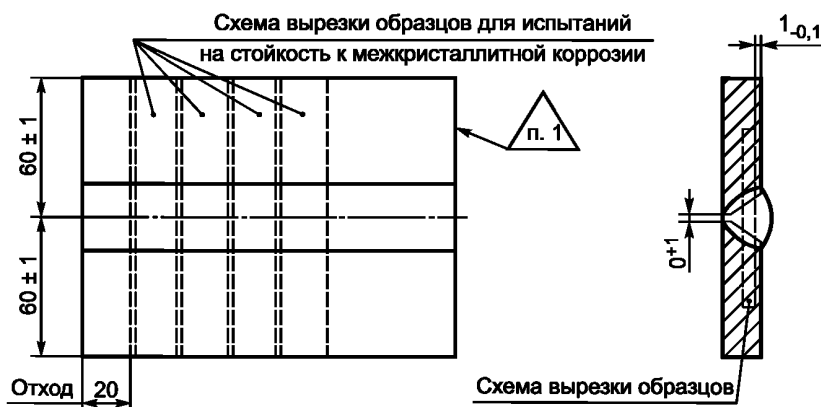 Схема вырезки образцов для испытаний
на стойкость к межкристаллитной коррозии
1-0,1
п. 1
60 ± 1
60 ± 1
0+1
Отход 20
Схема вырезки образцов